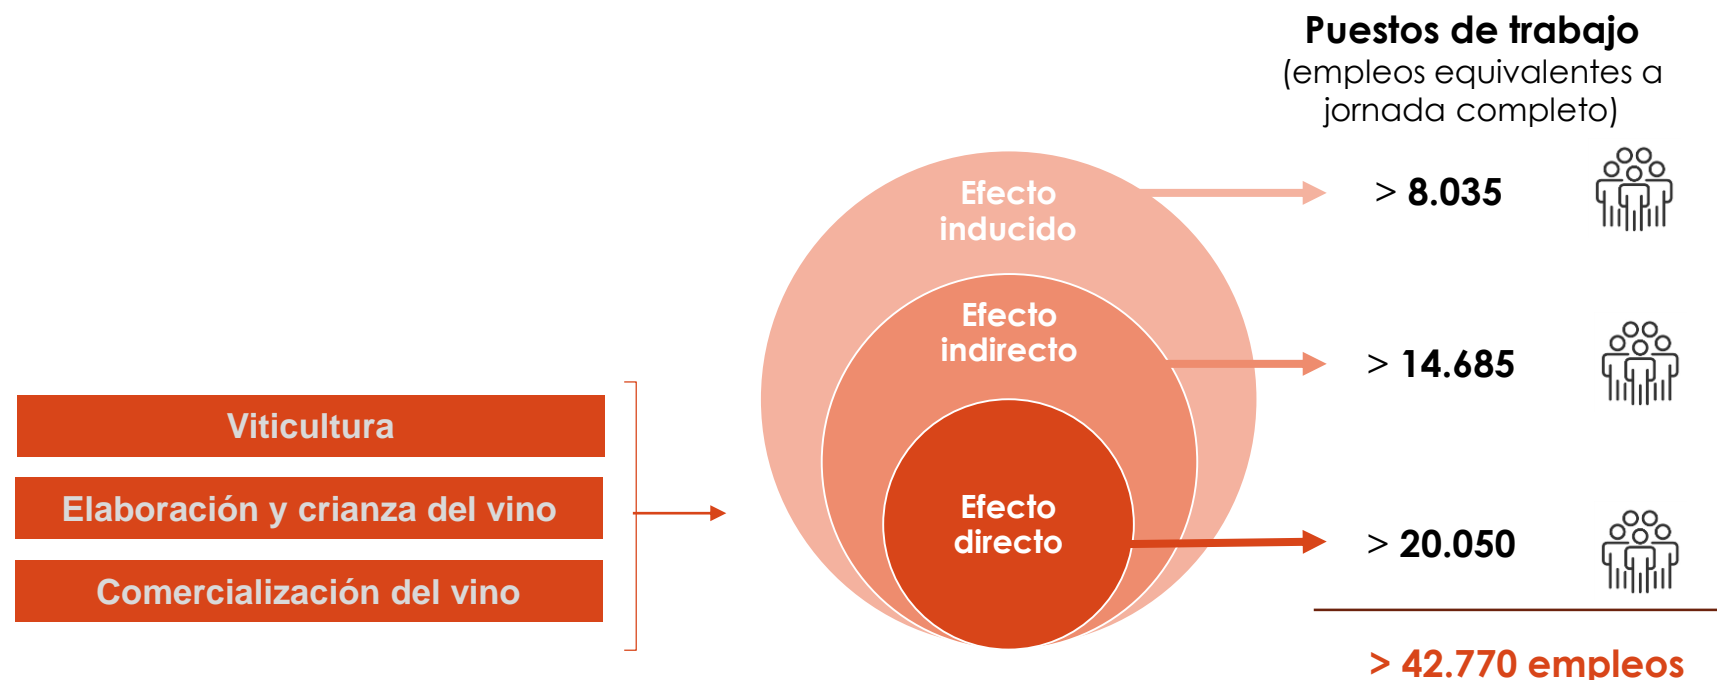 Puestos de trabajo
(empleos equivalentes a
jornada completo)
Efecto
inducido
> 8.035
Efecto
indirecto
> 14.685
Viticultura
Elaboración y crianza del vino
Comercialización del vino
Efecto
directo
> 20.050
> 42.770 empleos